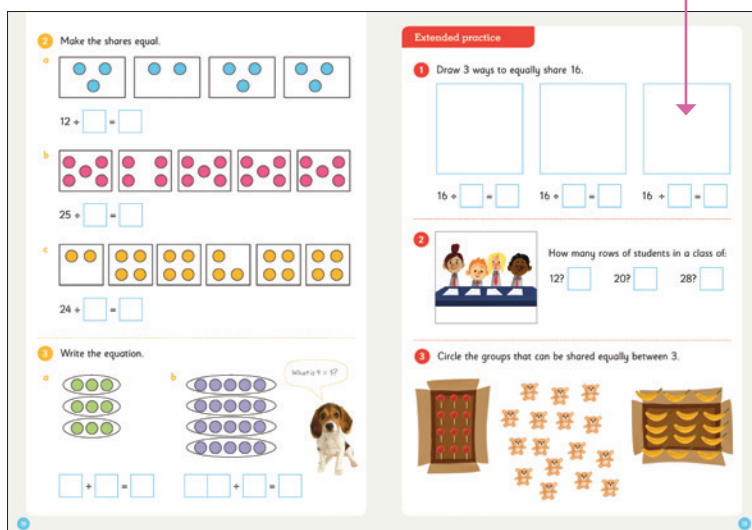 2 Make the shares equal.
a
12 ÷ =
b
25 ÷ =
c
24 ÷ =
3 Write the equation.
a
b
What is 4 × 5?
÷ =
÷ =
Extended practice
1 Draw 3 ways to equally share 16.
16 ÷ = 16 ÷ = 16 ÷ =
2
How many rows of students in a class of:
12? 20? 28?
3 Circle the groups that can be shared equally between 3.